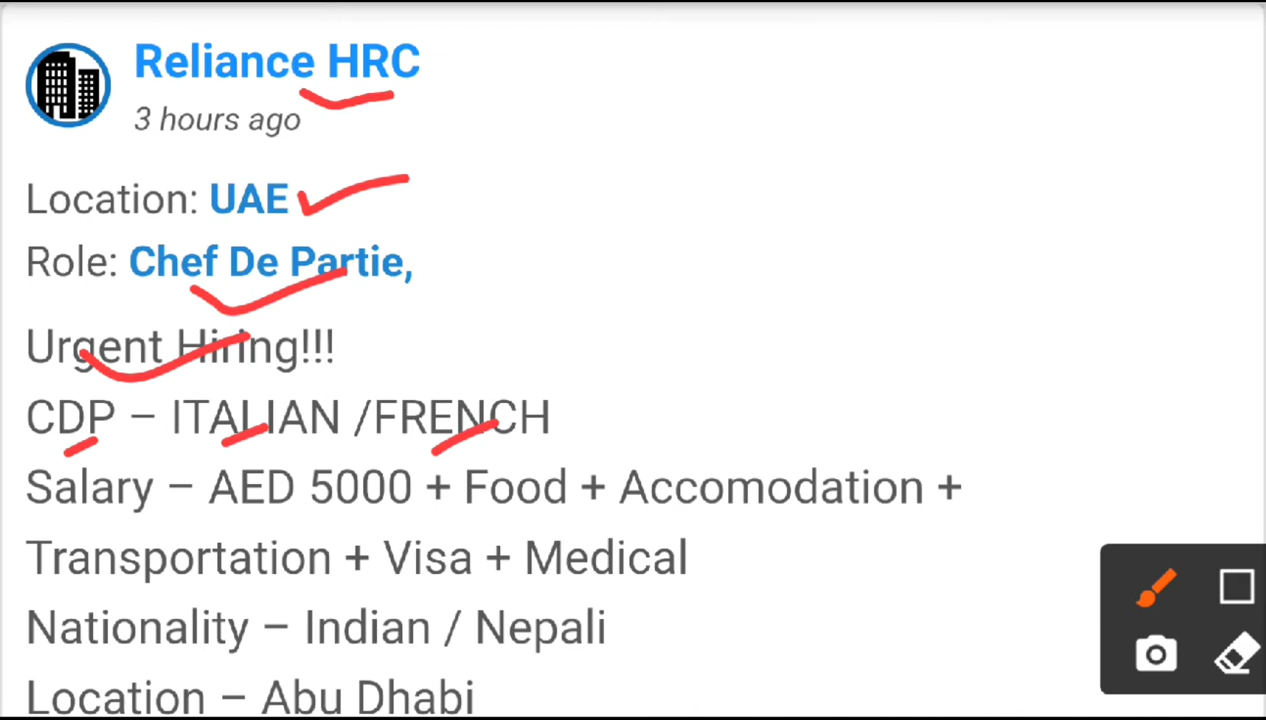 Reliance HRC
3 hours ago
Location: UAE
Role: Chef De Partie,
Urgent Hiring!!!
CDP – ITALIAN /FRENCH
Salary – AED 5000 + Food + Accomodation +
Transportation + Visa + Medical
Nationality – Indian / Nepali
Location – Abu Dhabi